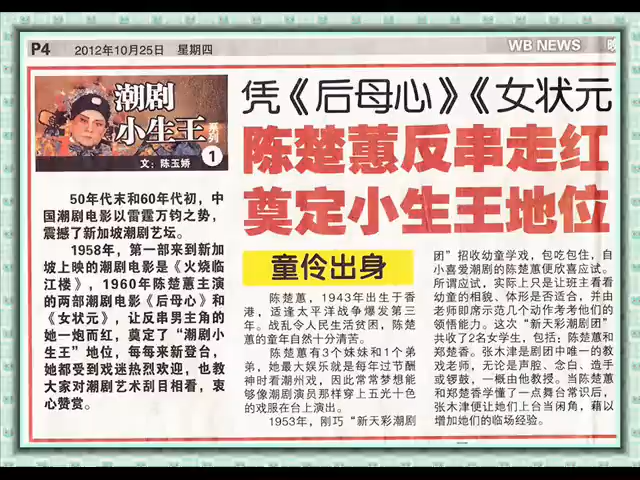 P4
2012年10月25日 星期四
WB NEWS
潮剧
小生王
系列
1
文：陈玉娇
凭《后母心》《女状元
陈楚蕙反串走红
奠定小生王地位
50年代末和60年代初，中
国潮剧电影以雷霆万钧之势，
震撼了新加坡潮剧艺坛。
1958年，第一部来到新加
坡上映的潮剧电影是《火烧临
江楼》，1960年陈楚蕙主演
的两部潮剧电影《后母心》和
《女状元》，让反串男主角的
她一炮而红，奠定了“潮剧小
生王”地位，每每来新登台，
她都受到戏迷热烈欢迎，也教
大家对潮剧艺术刮目相看，衷
心赞赏。
童伶出身
陈楚蕙，1943年出生于香
港，适逢太平洋战争爆发第三
年。战乱令人民生活贫困，陈楚
蕙的童年自然十分清苦。
陈楚蕙有3个妹妹和1个弟
弟，她最大娱乐就是每年过节酬
神时看潮州戏，因此常常梦想能
够像潮剧演员那样穿上五光十色
的戏服在台上演出。
1953年，刚巧“新天彩潮剧
团”招收幼童学戏，包吃包住，自
小喜爱潮剧的陈楚蕙便欣喜应试。
所谓应试，实际上只是让班主看看
幼童的相貌、体形是否适合，并由
老师即席示范几个动作考考他们的
领悟能力。这次“新天彩潮剧团”
共收了2名女学生，包括：陈楚蕙和
郑楚香。张木津是剧团中唯一的教
戏老师，无论是声腔、念白、造手
或锣鼓，一概由他教授。当陈楚蕙
和郑楚香学懂了一点舞台常识后，
张木津便让她们上台当闲角，藉以
增加她们的临场经验。